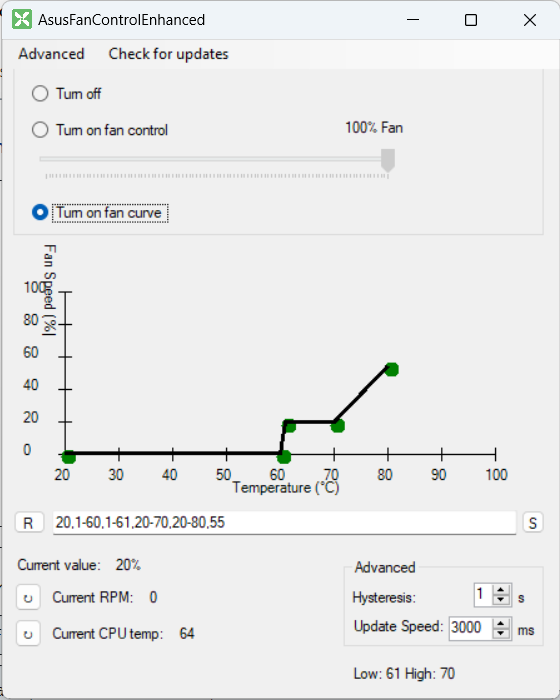 AsusFanControlEnhanced
Advanced Check for updates
Turn off
Turn on fan control 100% Fan
Turn on fan curve
Fan Speed (%)
100
80
60
40
20
0
20 30 40 50 60 70 80 90 100
Temperature (°C)
R 20,1-60,1-61,20-70,20-80,55 S
Current value: 20%
Current RPM: 0
Current CPU temp: 64
Advanced
Hysteresis: 1 s
Update Speed: 3000 ms
Low: 61 High: 70